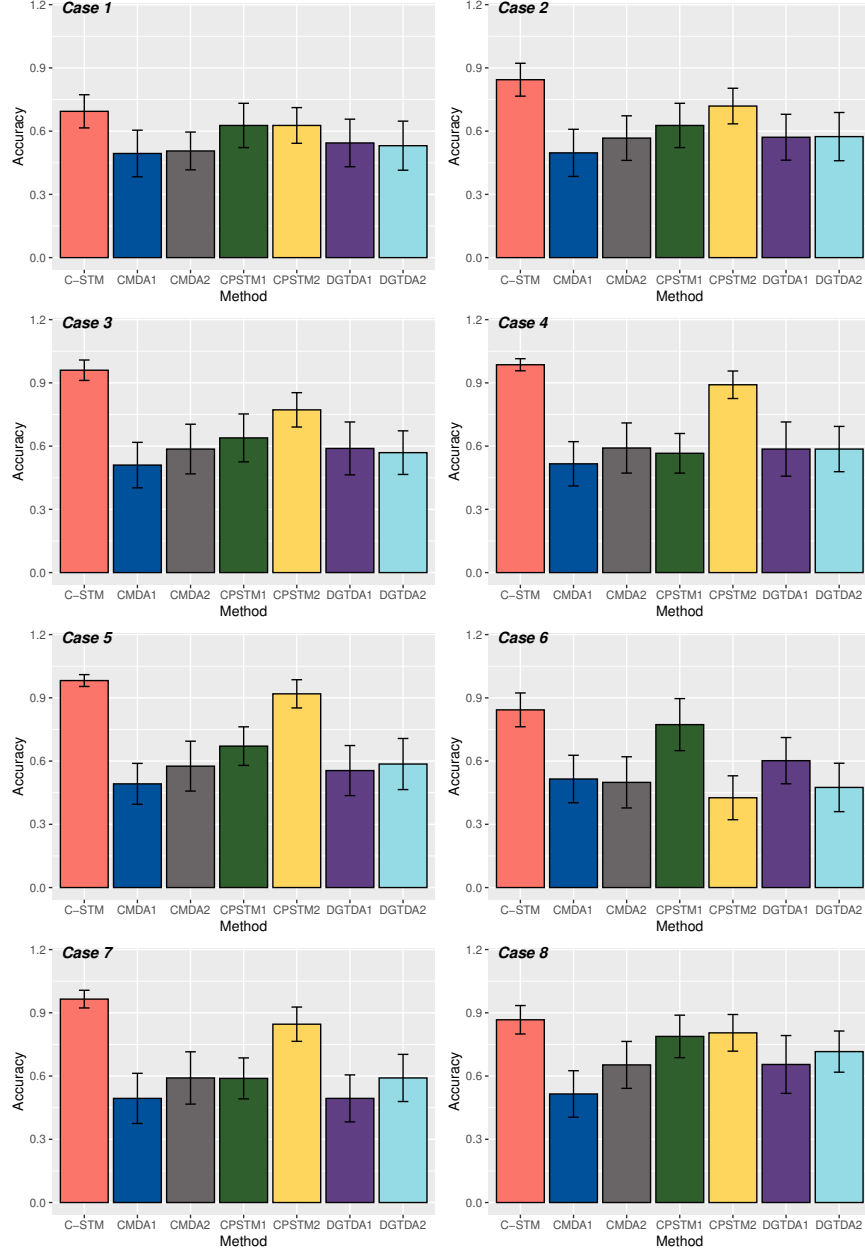 Case 1
1.2
0.9
0.6
0.3
0.0
Accuracy
C−STM CMDA1 CMDA2 CPSTM1 CPSTM2 DGTDA1 DGTDA2
Method
Case 2
1.2
0.9
0.6
0.3
0.0
Accuracy
C−STM CMDA1 CMDA2 CPSTM1 CPSTM2 DGTDA1 DGTDA2
Method
Case 3
1.2
0.9
0.6
0.3
0.0
Accuracy
C−STM CMDA1 CMDA2 CPSTM1 CPSTM2 DGTDA1 DGTDA2
Method
Case 4
1.2
0.9
0.6
0.3
0.0
Accuracy
C−STM CMDA1 CMDA2 CPSTM1 CPSTM2 DGTDA1 DGTDA2
Method
Case 5
1.2
0.9
0.6
0.3
0.0
Accuracy
C−STM CMDA1 CMDA2 CPSTM1 CPSTM2 DGTDA1 DGTDA2
Method
Case 6
1.2
0.9
0.6
0.3
0.0
Accuracy
C−STM CMDA1 CMDA2 CPSTM1 CPSTM2 DGTDA1 DGTDA2
Method
Case 7
1.2
0.9
0.6
0.3
0.0
Accuracy
C−STM CMDA1 CMDA2 CPSTM1 CPSTM2 DGTDA1 DGTDA2
Method
Case 8
1.2
0.9
0.6
0.3
0.0
Accuracy
C−STM CMDA1 CMDA2 CPSTM1 CPSTM2 DGTDA1 DGTDA2
Method